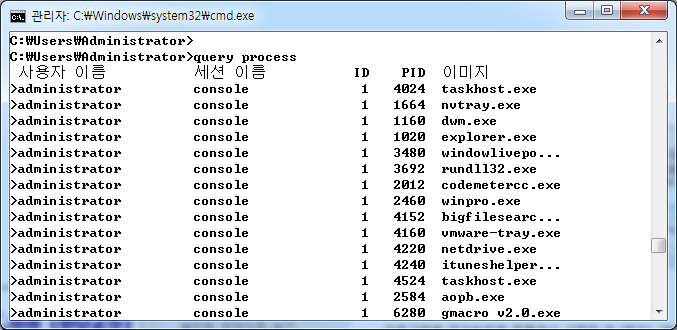 관리자: C:₩Windows₩system32₩cmd.exe
C:₩Users₩Administrator>
C:₩Users₩Administrator>query process
사용자 이름 세션 이름 ID PID 이미지
>administrator console 1 4024 taskhost.exe
>administrator console 1 1664 nvtray.exe
>administrator console 1 1160 dwm.exe
>administrator console 1 1020 explorer.exe
>administrator console 1 3480 windowlivepo...
>administrator console 1 3692 rundll32.exe
>administrator console 1 2012 codemetercc.exe
>administrator console 1 2460 winpro.exe
>administrator console 1 4152 bigfilesearc...
>administrator console 1 4160 vmware-tray.exe
>administrator console 1 4220 netdrive.exe
>administrator console 1 4240 ituneshelper...
>administrator console 1 4524 taskhost.exe
>administrator console 1 2584 aopb.exe
>administrator console 1 6280 gmacro v2.0.exe